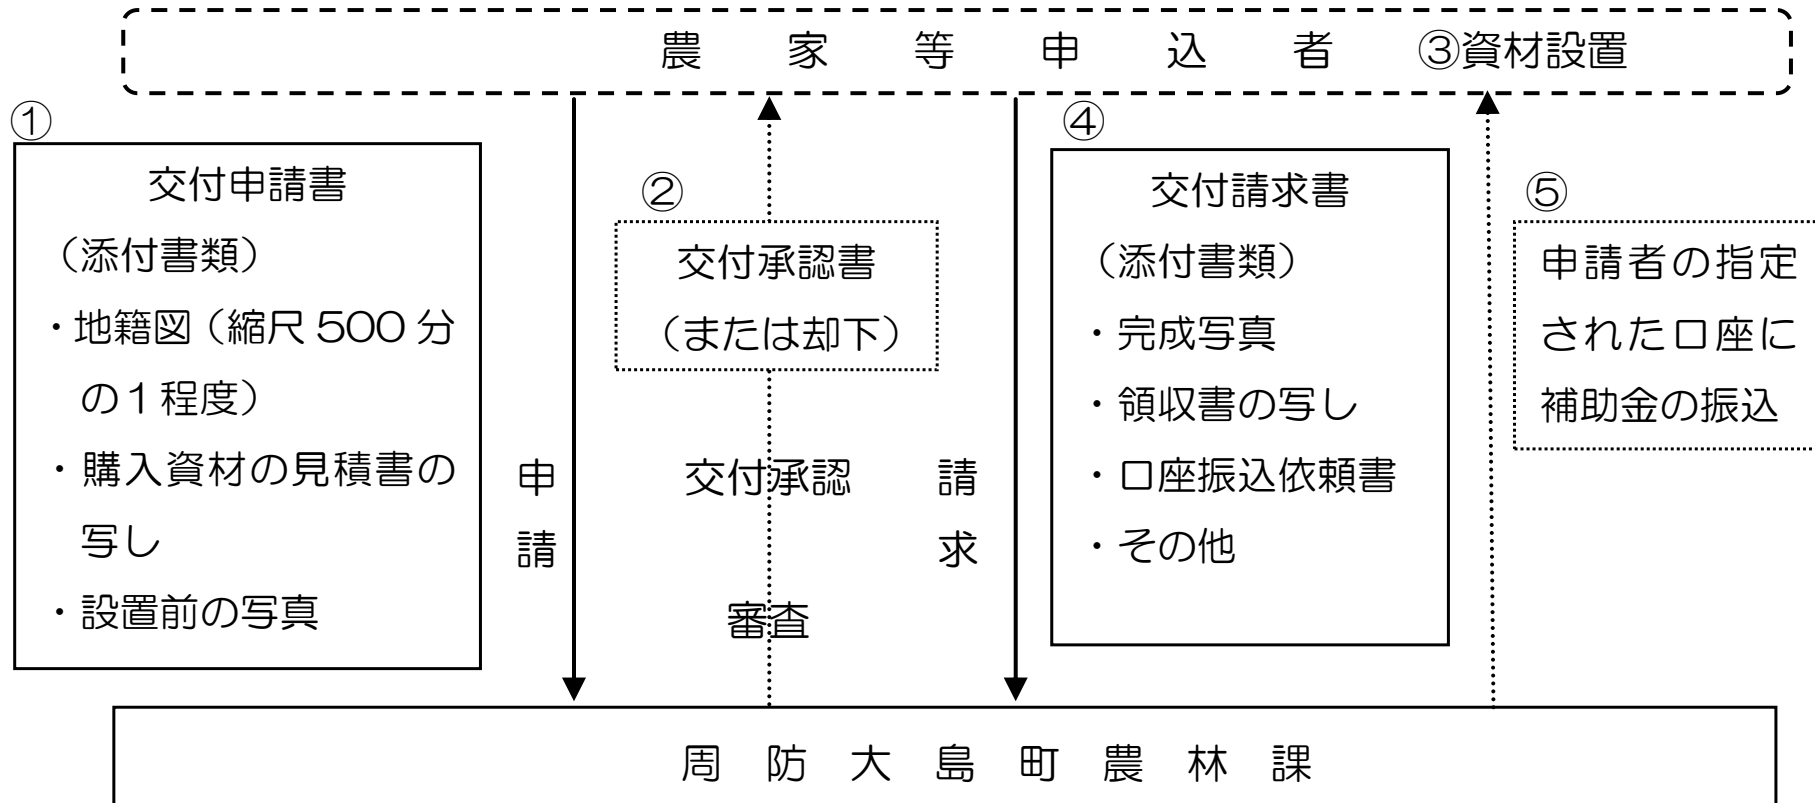 農家等申込者 ③資材設置
①
交付申請書
（添付書類）
・地籍図（縮尺500分
の1程度）
・購入資材の見積書の
写し
・設置前の写真
申
請
②
交付承認書
（または却下）
交付承認
審査
請
求
④
交付請求書
（添付書類）
・完成写真
・領収書の写し
・口座振込依頼書
・その他
⑤
申請者の指定
された口座に
補助金の振込
周防大島町農林課